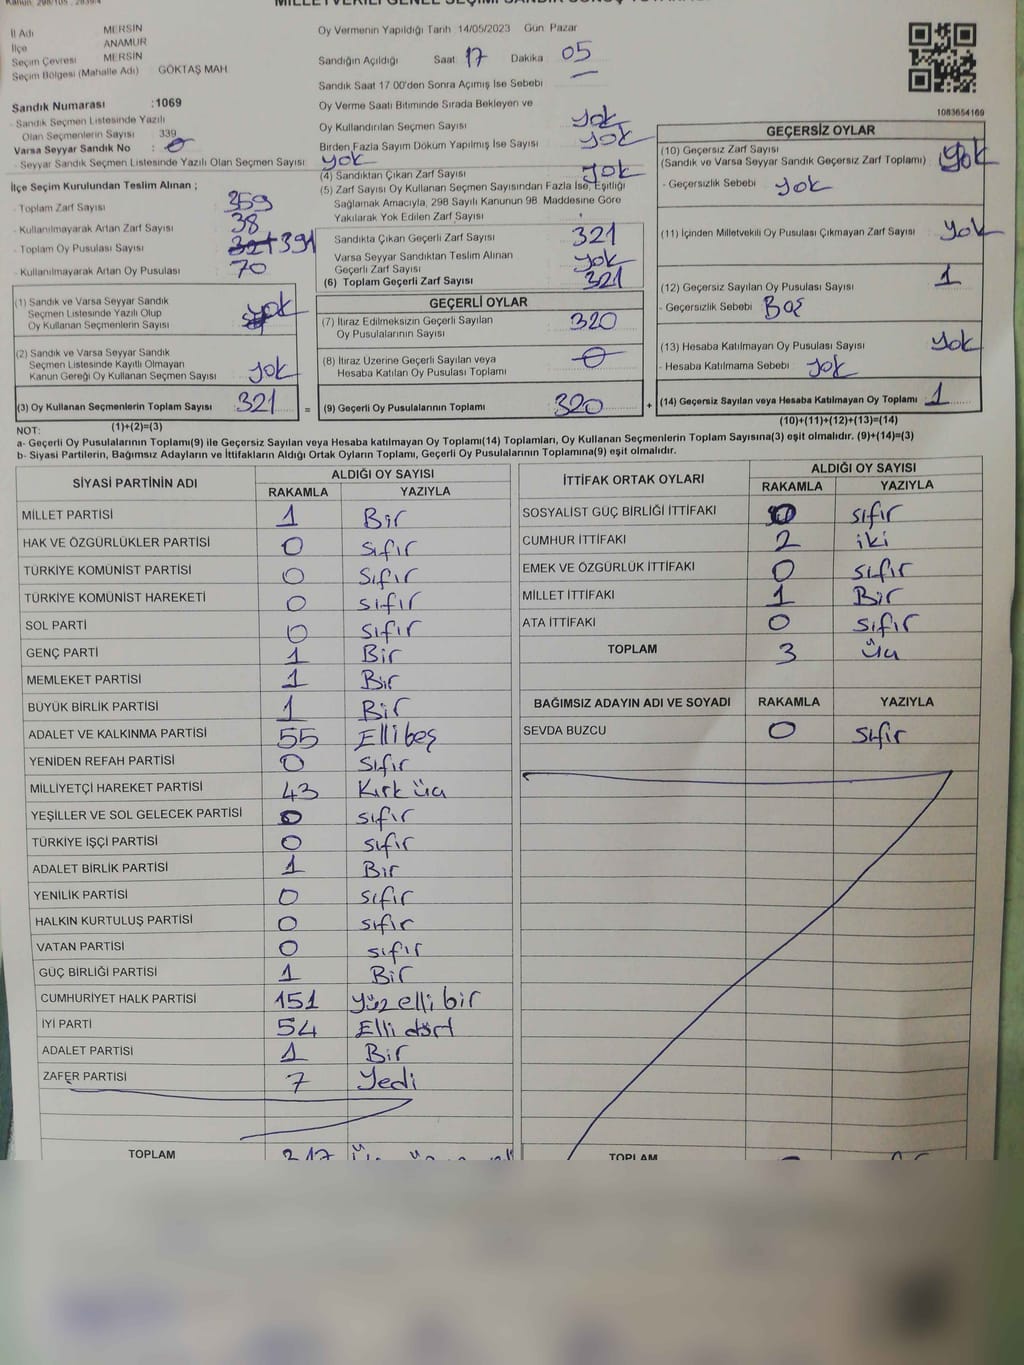 Kanun: 298/105, 2839/4
MİLLETVEKİLİ GENEL SEÇİMİ SANDIK SONUÇ
İl Adı MERSİN
İlçe ANAMUR
Seçim Çevresi MERSİN
Seçim Bölgesi (Mahalle Adı) GÖKTAŞ MAH
Oy Vermenin Yapıldığı Tarih 14/05/2023 Gün Pazar
Sandığın Açıldığı Saat 17 Dakika 05
Sandık Saat 17 00'den Sonra Açımış İse Sebebi —
Oy Verme Saati Bitiminde Sırada Bekleyen ve
Oy Kullandırılan Seçmen Sayısı yok
Birden Fazla Sayım Döküm Yapılmış İse Sayısı yok
1083654169
Sandık Numarası :1069
- Sandık Seçmen Listesinde Yazılı
Olan Seçmenlerin Sayısı 339
Varsa Seyyar Sandık No : 0
- Seyyar Sandık Seçmen Listesinde Yazılı Olan Seçmen Sayısı yok
İlçe Seçim Kurulundan Teslim Alınan ;
- Toplam Zarf Sayısı 359
- Kullanılmayarak Artan Zarf Sayısı 38
- Toplam Oy Pusulası Sayısı 321 391
- Kullanılmayarak Artan Oy Pusulası 70
(4) Sandıktan Çıkan Zarf Sayısı yok
(5) Zarf Sayısı Oy Kullanan Seçmen Sayısından Fazla İse, Eşitliği
Sağlamak Amacıyla, 298 Sayılı Kanunun 98 Maddesine Göre
Yakılarak Yok Edilen Zarf Sayısı
Sandıkta Çıkan Geçerli Zarf Sayısı 321
Varsa Seyyar Sandıktan Teslim Alınan
Geçerli Zarf Sayısı yok
(6) Toplam Geçerli Zarf Sayısı 321
GEÇERSİZ OYLAR
(10) Geçersiz Zarf Sayısı
(Sandık ve Varsa Seyyar Sandık Geçersiz Zarf Toplamı) yok
- Geçersizlik Sebebi yok
(11) İçinden Milletvekili Oy Pusulası Çıkmayan Zarf Sayısı yok
(12) Geçersiz Sayılan Oy Pusulası Sayısı 1
- Geçersizlik Sebebi Boş
(13) Hesaba Katılmayan Oy Pusulası Sayısı yok
- Hesaba Katılmama Sebebi yok
(14) Geçersiz Sayılan veya Hesaba Katılmayan Oy Toplamı 1
(10)+(11)+(12)+(13)=(14)
(1) Sandık ve Varsa Seyyar Sandık
Seçmen Listesinde Yazılı Olup
Oy Kullanan Seçmenlerin Sayısı yok
(2) Sandık ve Varsa Seyyar Sandık
Seçmen Listesinde Kayıtlı Olmayan
Kanun Gereği Oy Kullanan Seçmen Sayısı yok
(3) Oy Kullanan Seçmenlerin Toplam Sayısı 321 =
(1)+(2)=(3)
GEÇERLİ OYLAR
(7) İtiraz Edilmeksizin Geçerli Sayılan
Oy Pusulalarının Sayısı 320
(8) İtiraz Üzerine Geçerli Sayılan veya
Hesaba Katılan Oy Pusulası Toplamı 0
(9) Geçerli Oy Pusulalarının Toplamı 320 +
NOT:
a- Geçerli Oy Pusulalarının Toplamı(9) ile Geçersiz Sayılan veya Hesaba katılmayan Oy Toplamı(14) Toplamları, Oy Kullanan Seçmenlerin Toplam Sayısına(3) eşit olmalıdır. (9)+(14)=(3)
b- Siyasi Partilerin, Bağımsız Adayların ve İttifakların Aldığı Ortak Oyların Toplamı, Geçerli Oy Pusulalarının Toplamına(9) eşit olmalıdır.
SİYASİ PARTİNİN ADI ALDIĞI OY SAYISI
RAKAMLA YAZIYLA
MİLLET PARTİSİ 1 Bir
HAK VE ÖZGÜRLÜKLER PARTİSİ 0 sıfır
TÜRKİYE KOMÜNİST PARTİSİ 0 sıfır
TÜRKİYE KOMÜNİST HAREKETİ 0 sıfır
SOL PARTİ 0 sıfır
GENÇ PARTİ 1 Bir
MEMLEKET PARTİSİ 1 Bir
BÜYÜK BİRLİK PARTİSİ 1 Bir
ADALET VE KALKINMA PARTİSİ 55 Elli beş
YENİDEN REFAH PARTİSİ 0 sıfır
MİLLİYETÇİ HAREKET PARTİSİ 43 Kırk üç
YEŞİLLER VE SOL GELECEK PARTİSİ 0 sıfır
TÜRKİYE İŞÇİ PARTİSİ 0 sıfır
ADALET BİRLİK PARTİSİ 1 Bir
YENİLİK PARTİSİ 0 sıfır
HALKIN KURTULUŞ PARTİSİ 0 sıfır
VATAN PARTİSİ 0 sıfır
GÜÇ BİRLİĞİ PARTİSİ 1 Bir
CUMHURİYET HALK PARTİSİ 151 yüz elli bir
İYİ PARTİ 54 Elli dört
ADALET PARTİSİ 1 Bir
ZAFER PARTİSİ 7 Yedi
TOPLAM 317
İTTİFAK ORTAK OYLARI ALDIĞI OY SAYISI
RAKAMLA YAZIYLA
SOSYALİST GÜÇ BİRLİĞİ İTTİFAKI 0 sıfır
CUMHUR İTTİFAKI 2 iki
EMEK VE ÖZGÜRLÜK İTTİFAKI 0 sıfır
MİLLET İTTİFAKI 1 Bir
ATA İTTİFAKI 0 sıfır
TOPLAM 3 üç
BAĞIMSIZ ADAYIN ADI VE SOYADI RAKAMLA YAZIYLA
SEVDA BUZCU 0 sıfır
TOPLAM